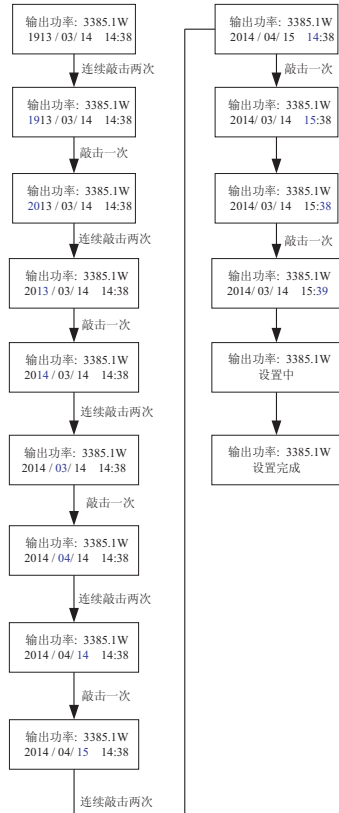 输出功率: 3385.1W
1913 / 03/ 14 14:38
连续敲击两次
输出功率: 3385.1W
1913 / 03/ 14 14:38
敲击一次
输出功率: 3385.1W
2013 / 03/ 14 14:38
连续敲击两次
输出功率: 3385.1W
2013 / 03/ 14 14:38
敲击一次
输出功率: 3385.1W
2014 / 03/ 14 14:38
连续敲击两次
输出功率: 3385.1W
2014 / 03/ 14 14:38
敲击一次
输出功率: 3385.1W
2014 / 04/ 14 14:38
连续敲击两次
输出功率: 3385.1W
2014 / 04/ 14 14:38
敲击一次
输出功率: 3385.1W
2014 / 04/ 15 14:38
连续敲击两次
输出功率: 3385.1W
2014 / 04/ 15 14:38
敲击一次
输出功率: 3385.1W
2014/ 03/ 14 15:38
输出功率: 3385.1W
2014/ 03/ 14 15:38
敲击一次
输出功率: 3385.1W
2014/ 03/ 14 15:39
输出功率: 3385.1W
设置中
输出功率: 3385.1W
设置完成